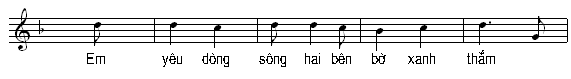 Em yêu dòng sông hai bên bờ xanh thắm